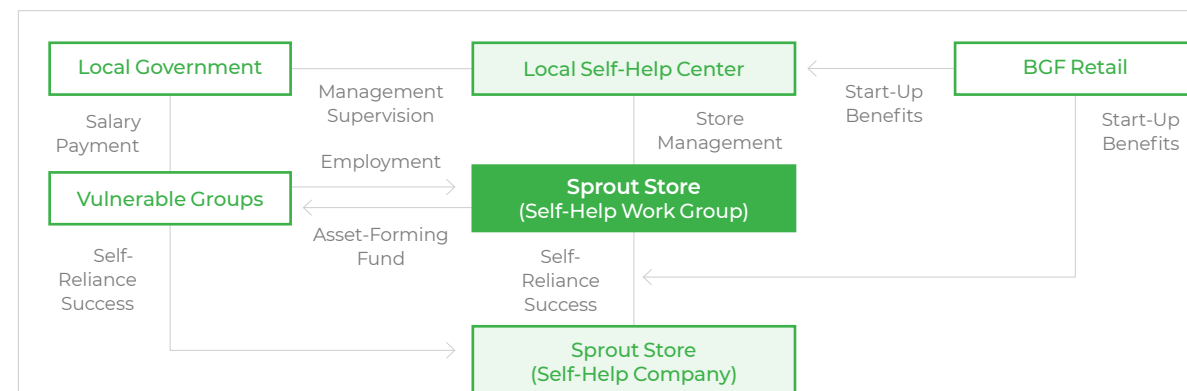 Local Government
Local Self-Help Center
BGF Retail
Management
Supervision
Start-Up
Benefits
Start-Up
Benefits
Salary
Payment
Store
Management
Employment
Vulnerable Groups
Sprout Store
(Self-Help Work Group)
Asset-Forming
Fund
Self-
Reliance
Success
Self-
Reliance
Success
Sprout Store
(Self-Help Company)